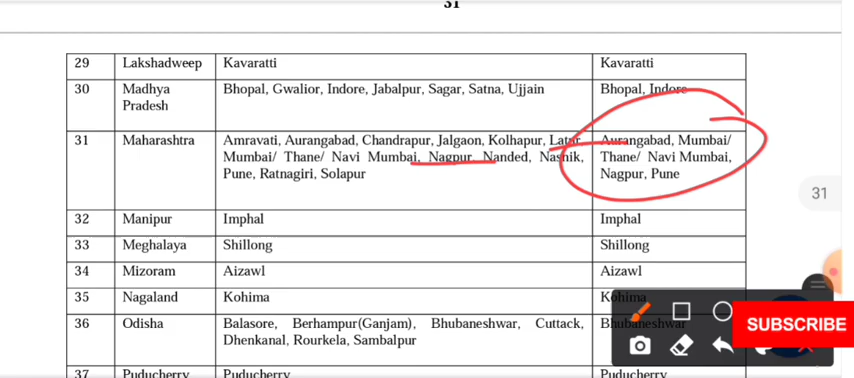 31
29 Lakshadweep Kavaratti Kavaratti
30 Madhya Bhopal, Gwalior, Indore, Jabalpur, Sagar, Satna, Ujjain Bhopal, Indore
Pradesh
31 Maharashtra Amravati, Aurangabad, Chandrapur, Jalgaon, Kolhapur, Latur, Aurangabad, Mumbai/
Mumbai/ Thane/ Navi Mumbai, Nagpur, Nanded, Nashik, Thane/ Navi Mumbai,
Pune, Ratnagiri, Solapur Nagpur, Pune
31
32 Manipur Imphal Imphal
33 Meghalaya Shillong Shillong
34 Mizoram Aizawl Aizawl
35 Nagaland Kohima Kohima
36 Odisha Balasore, Berhampur(Ganjam), Bhubaneshwar, Cuttack, Bhubaneshwar
Dhenkanal, Rourkela, Sambalpur
SUBSCRIBE
37 Puducherry Puducherry Puducherry